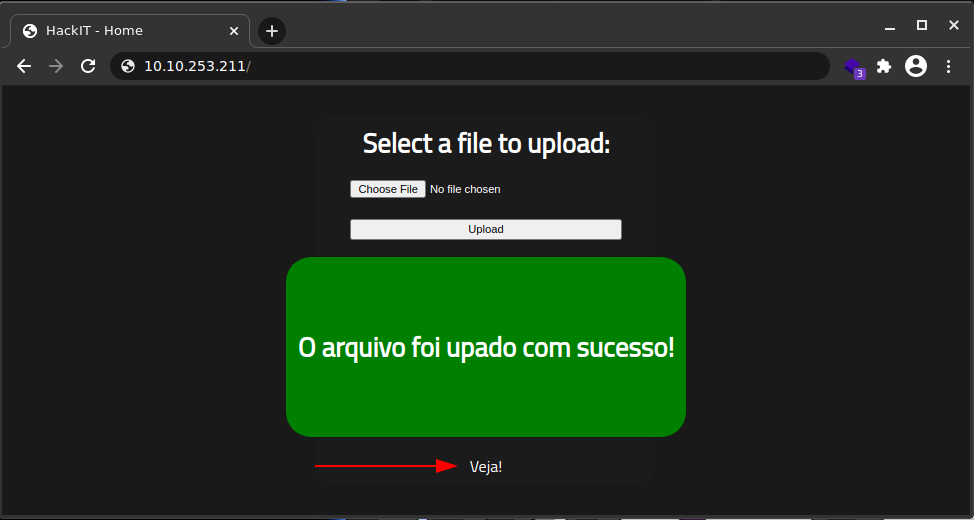 HackIT - Home
10.10.253.211/
3
Select a file to upload:
Choose File No file chosen
Upload
O arquivo foi upado com sucesso!
Veja!